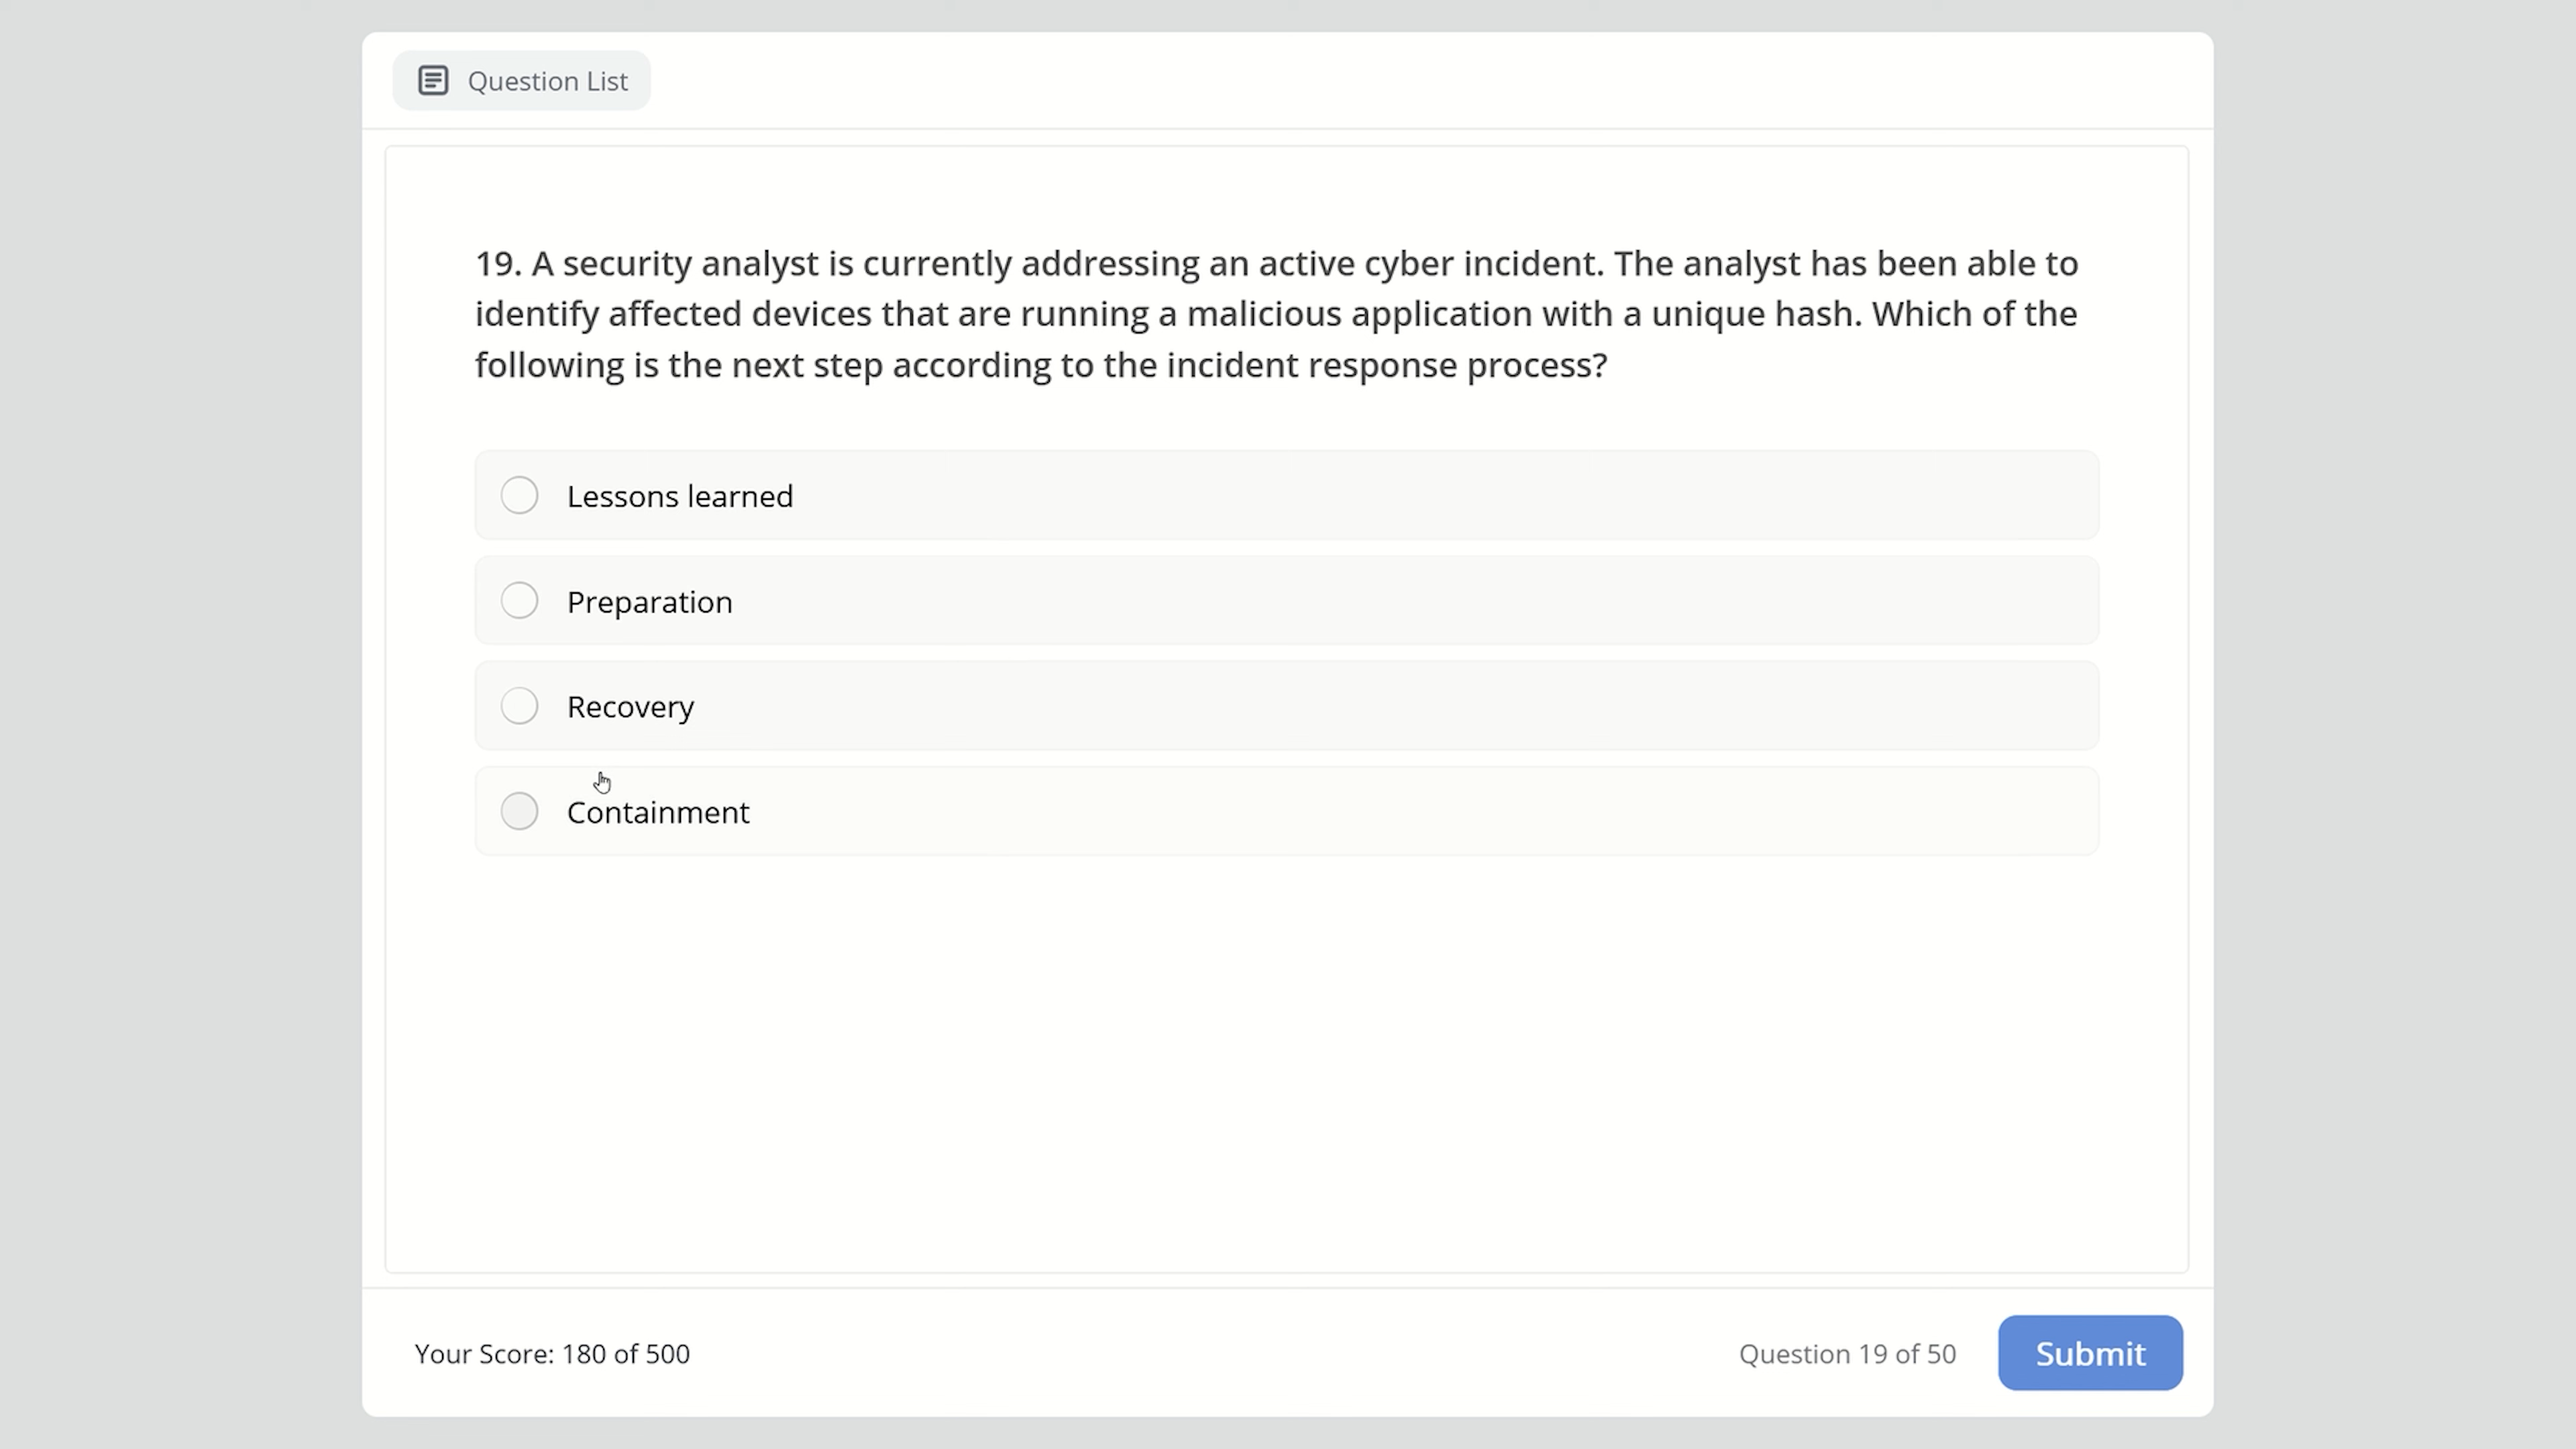 Question List
19. A security analyst is currently addressing an active cyber incident. The analyst has been able to
identify affected devices that are running a malicious application with a unique hash. Which of the
following is the next step according to the incident response process?
Lessons learned
Preparation
Recovery
Containment
Your Score: 180 of 500
Question 19 of 50
Submit